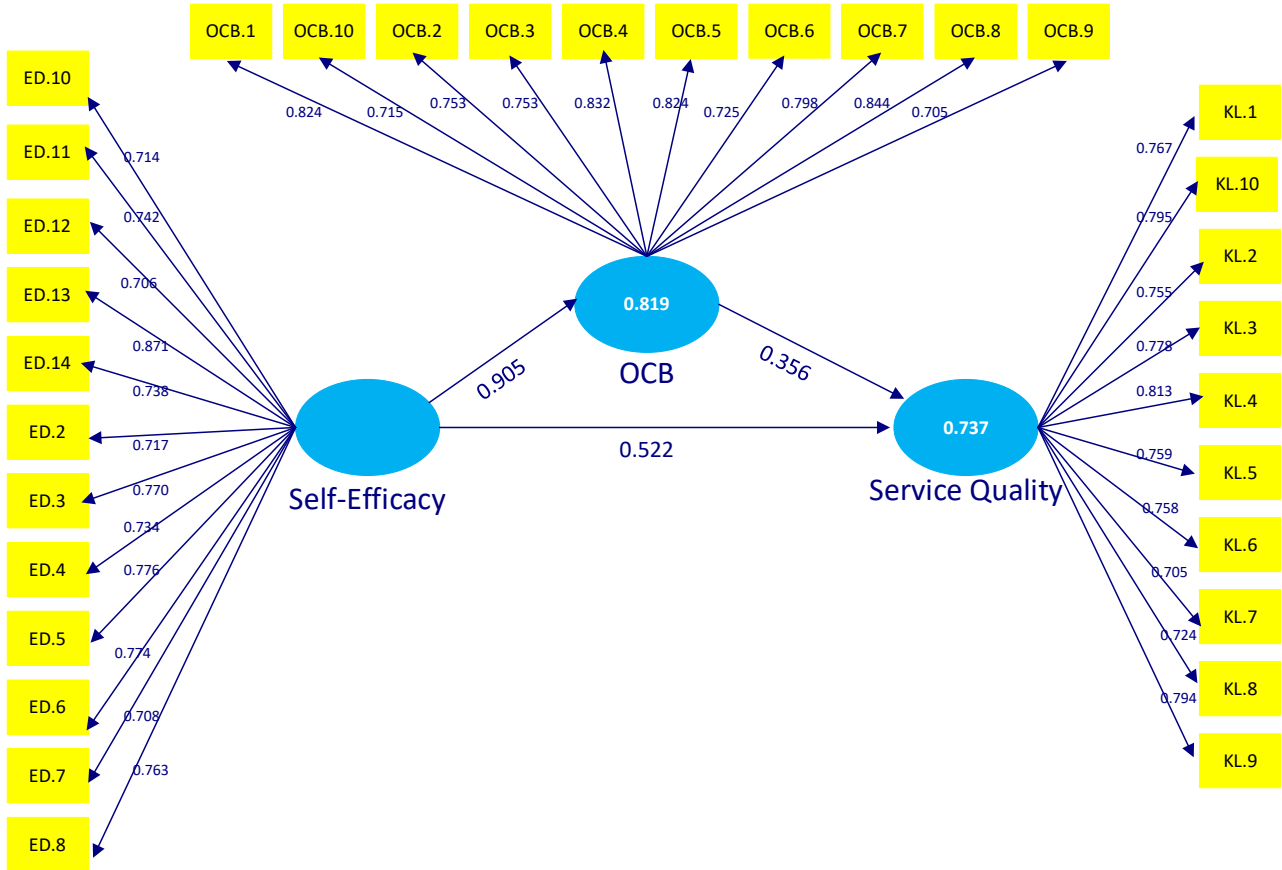 OCB.1
OCB.10
OCB.2
OCB.3
OCB.4
OCB.5
OCB.6
OCB.7
OCB.8
OCB.9
0.824
0.715
0.753
0.753
0.832
0.824
0.725
0.798
0.844
0.705
ED.10
ED.11
ED.12
ED.13
ED.14
ED.2
ED.3
ED.4
ED.5
ED.6
ED.7
ED.8
0.714
0.742
0.706
0.871
0.738
0.717
0.770
0.734
0.776
0.774
0.708
0.763
Self-Efficacy
0.905
0.819
OCB
0.356
0.522
0.737
Service Quality
0.767
0.795
0.755
0.778
0.813
0.759
0.758
0.705
0.724
0.794
KL.1
KL.10
KL.2
KL.3
KL.4
KL.5
KL.6
KL.7
KL.8
KL.9